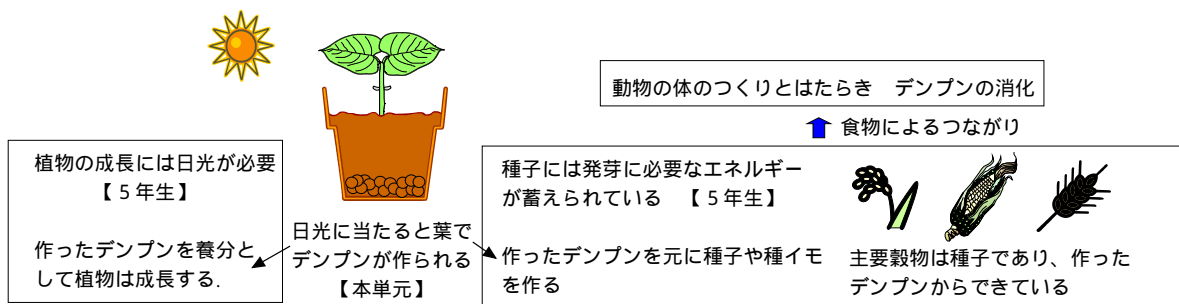 動物の体のつくりとはたらき　デンプンの消化
食物によるつながり
植物の成長には日光が必要
【５年生】
作ったデンプンを養分と
して植物は成長する.
日光に当たると葉で
デンプンが作られる
【本単元】
種子には発芽に必要なエネルギー
が蓄えられている　【５年生】
作ったデンプンを元に種子や種イモ
を作る
主要穀物は種子であり、作った
デンプンからできている